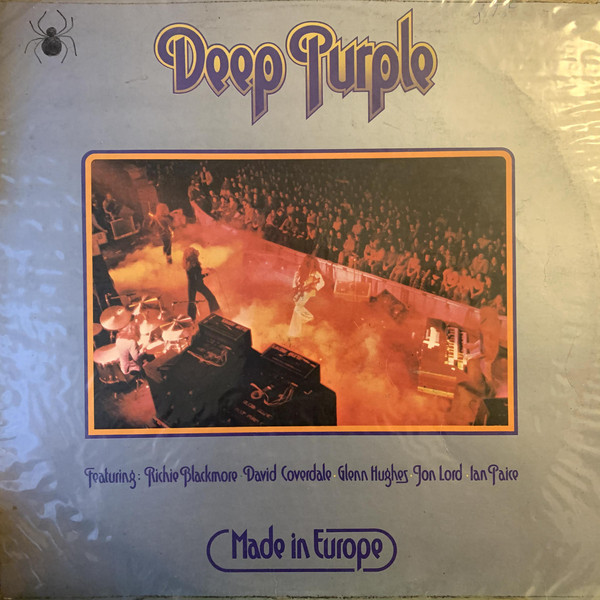 Deep Purple
Featuring: Richie Blackmore · David Coverdale · Glenn Hughes · Jon Lord · Ian Paice
Made in Europe